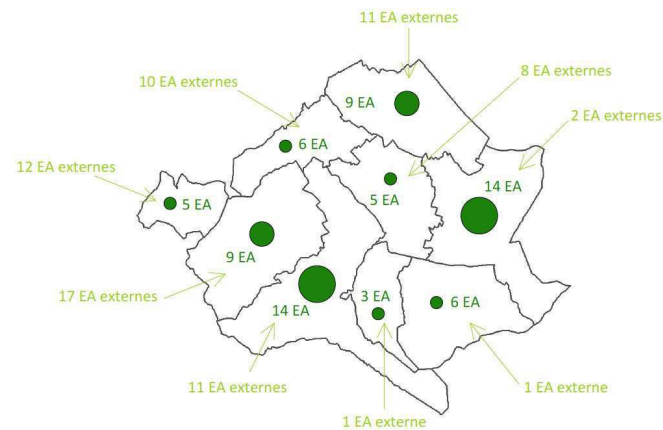 11 EA externes
8 EA externes
10 EA externes
9 EA
2 EA externes
6 EA
12 EA externes
14 EA
5 EA
5 EA
9 EA
17 EA externes
3 EA
6 EA
14 EA
11 EA externes
1 EA externe
1 EA externe